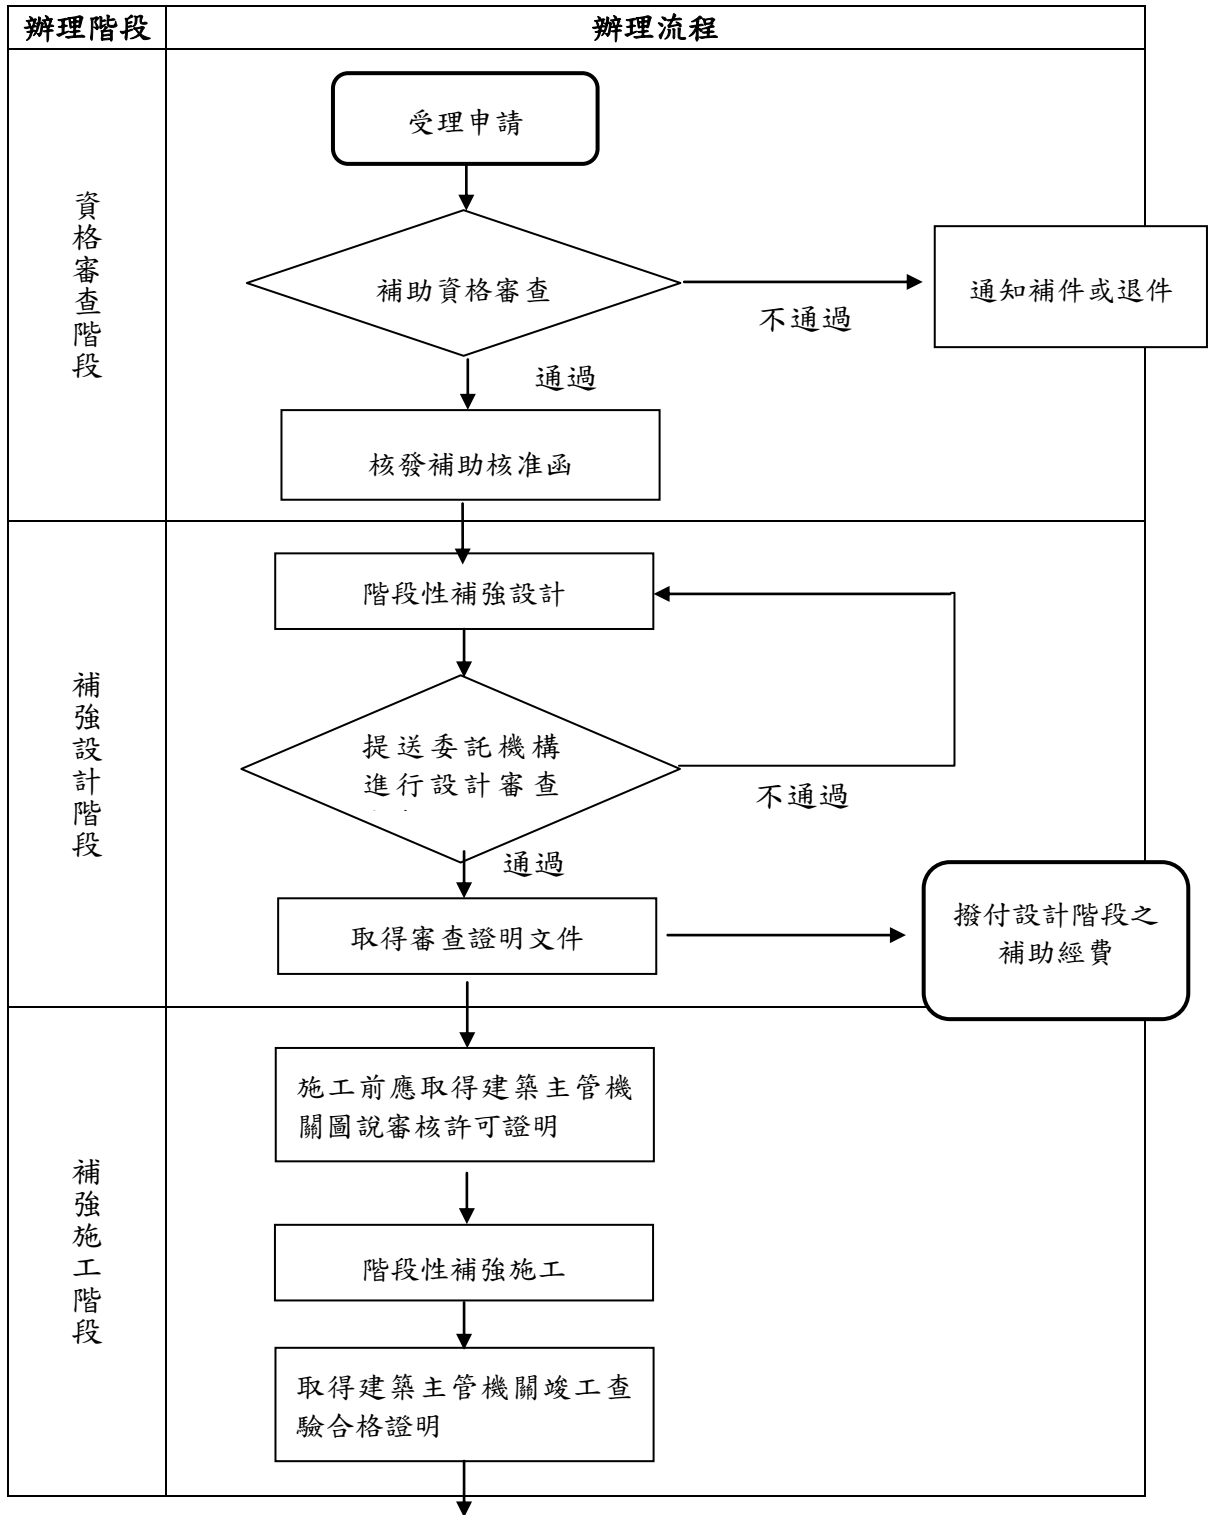 辦理階段
辦理流程
資格審查階段
受理申請
補助資格審查
不通過
通知補件或退件
通過
核發補助核准函
補強設計階段
階段性補強設計
提送委託機構
進行設計審查
不通過
通過
取得審查證明文件
撥付設計階段之
補助經費
補強施工階段
施工前應取得建築主管機
關圖說審核許可證明
階段性補強施工
取得建築主管機關竣工查
驗合格證明